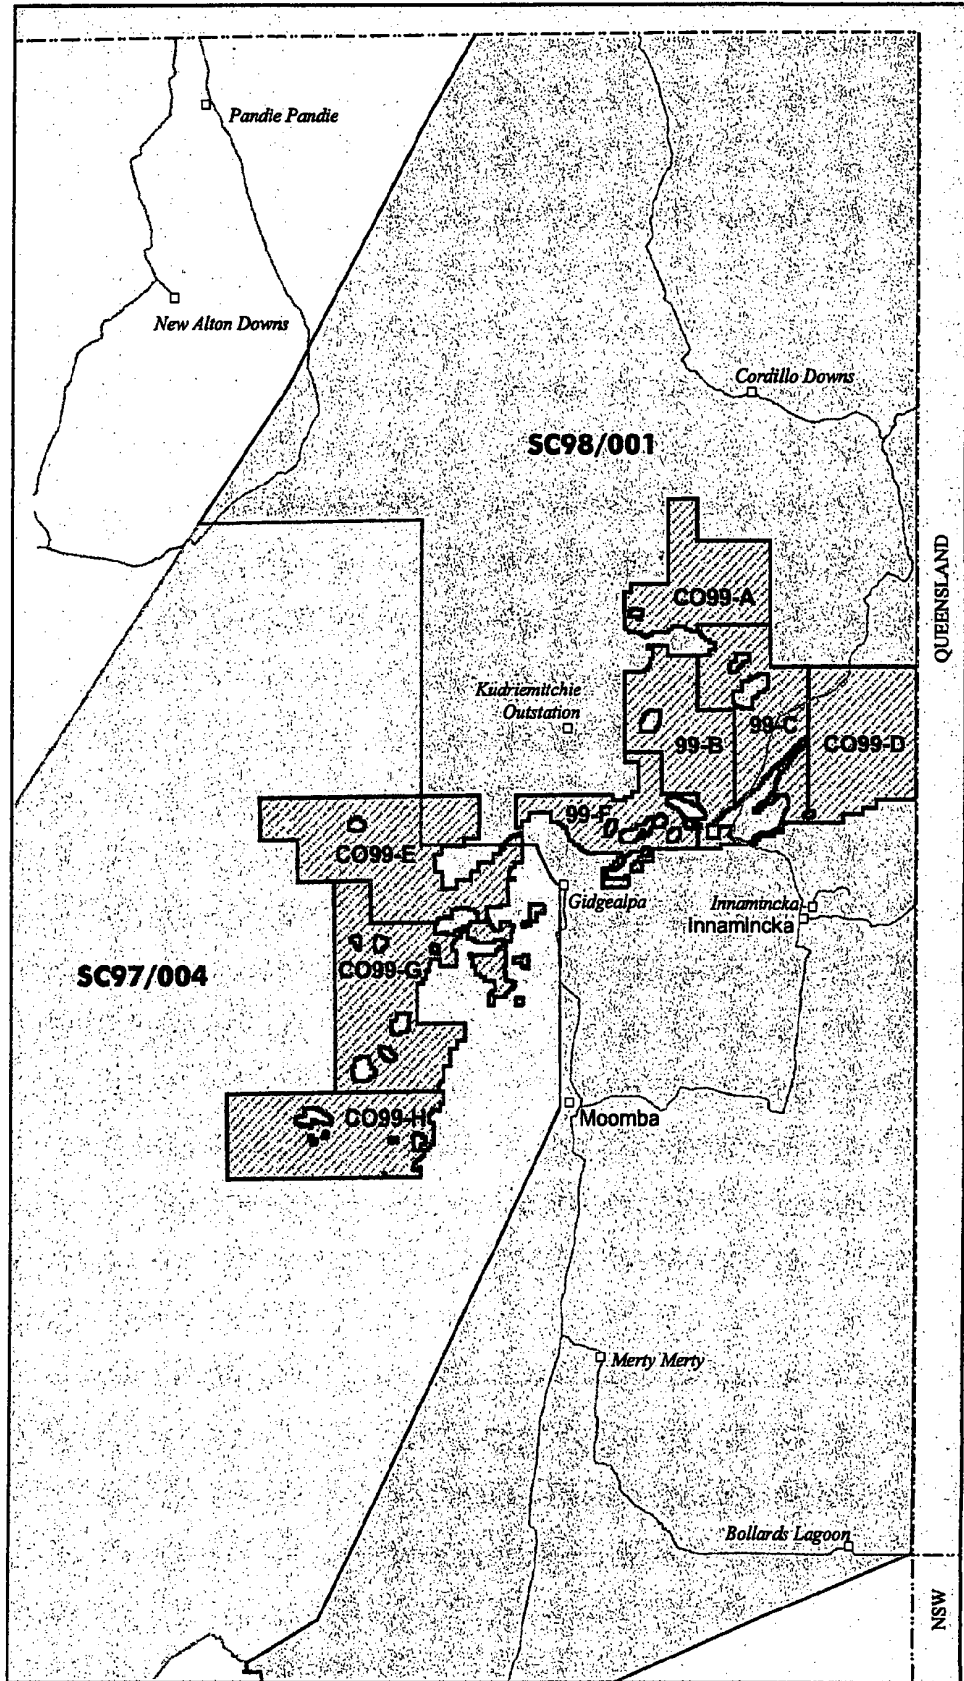 Pandie Pandie
New Alton Downs
Cordillo Downs
SC98/001
QUEENSLAND
CO99-A
Kudriemitchie
Outstation
99-B
99-C
CO99-D
99-F
CO99-E
Gidgealpa
Innamincka
Innamincka
CO99-G
SC97/004
CO99-H
Moomba
Merty Merty
Bollards Lagoon
NSW